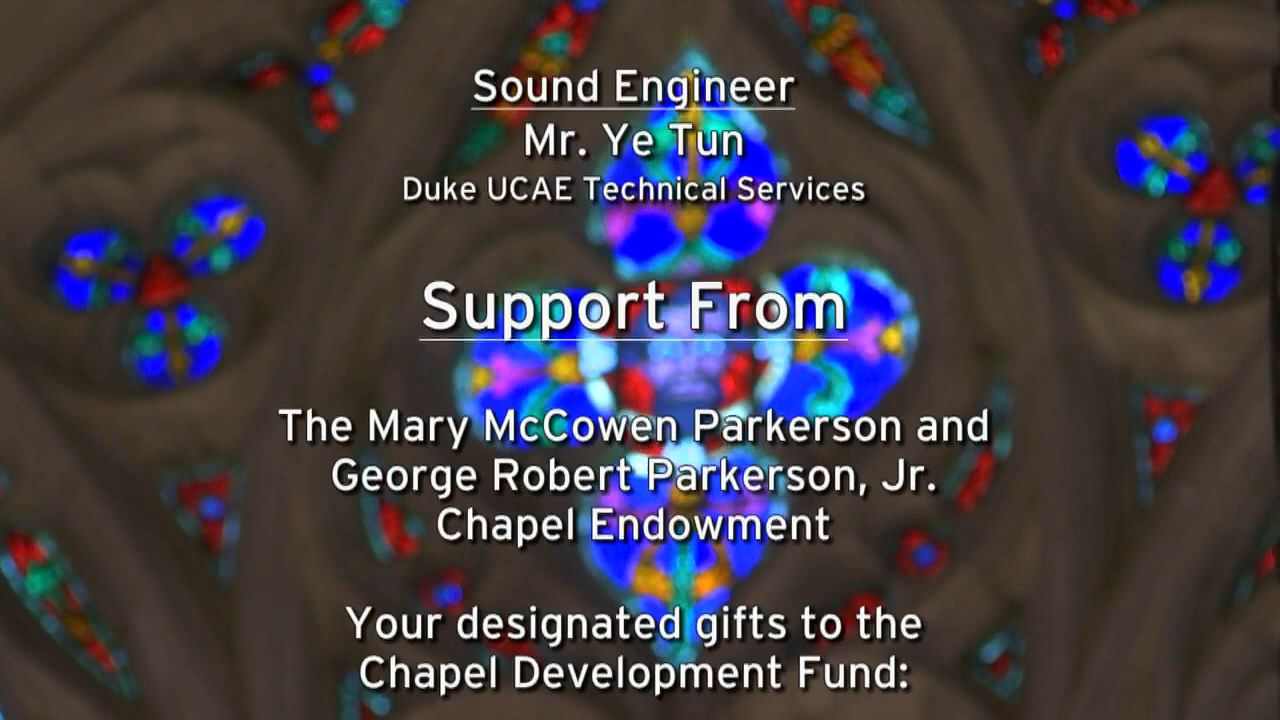 Sound Engineer
Mr. Ye Tun
Duke UCAE Technical Services
Support From
The Mary McCowen Parkerson and
George Robert Parkerson, Jr.
Chapel Endowment
Your designated gifts to the
Chapel Development Fund: